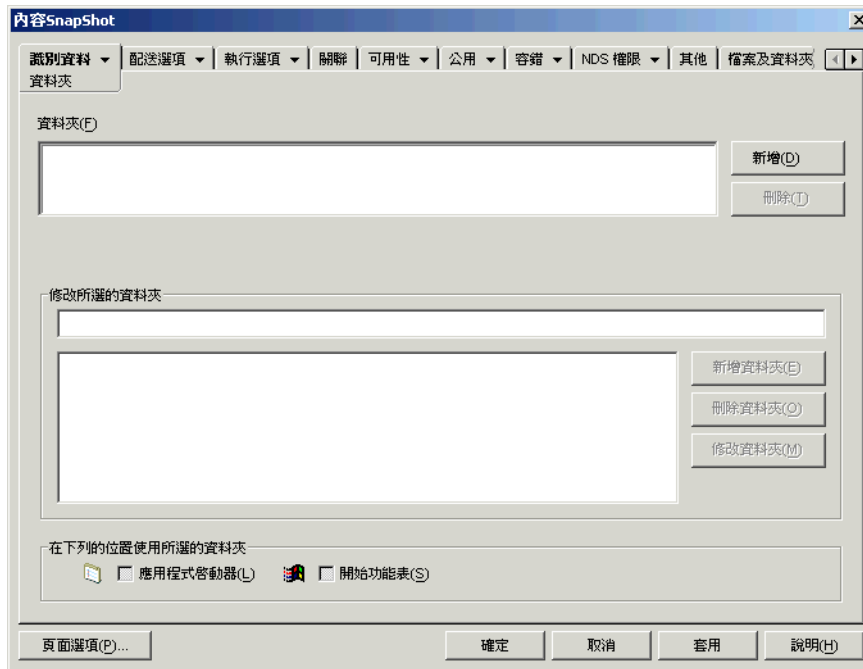 內容SnapShot
識別資料 配送選項 執行選項 關聯 可用性 公用 容錯 NDS 權限 其他 檔案及資料夾
資料夾
資料夾(F)
新增(D)
刪除(T)
修改所選的資料夾
新增資料夾(E)
刪除資料夾(O)
修改資料夾(M)
在下列的位置使用所選的資料夾
應用程式啓動器(L) 開始功能表(S)
頁面選項(P)... 確定 取消 套用 說明(H)